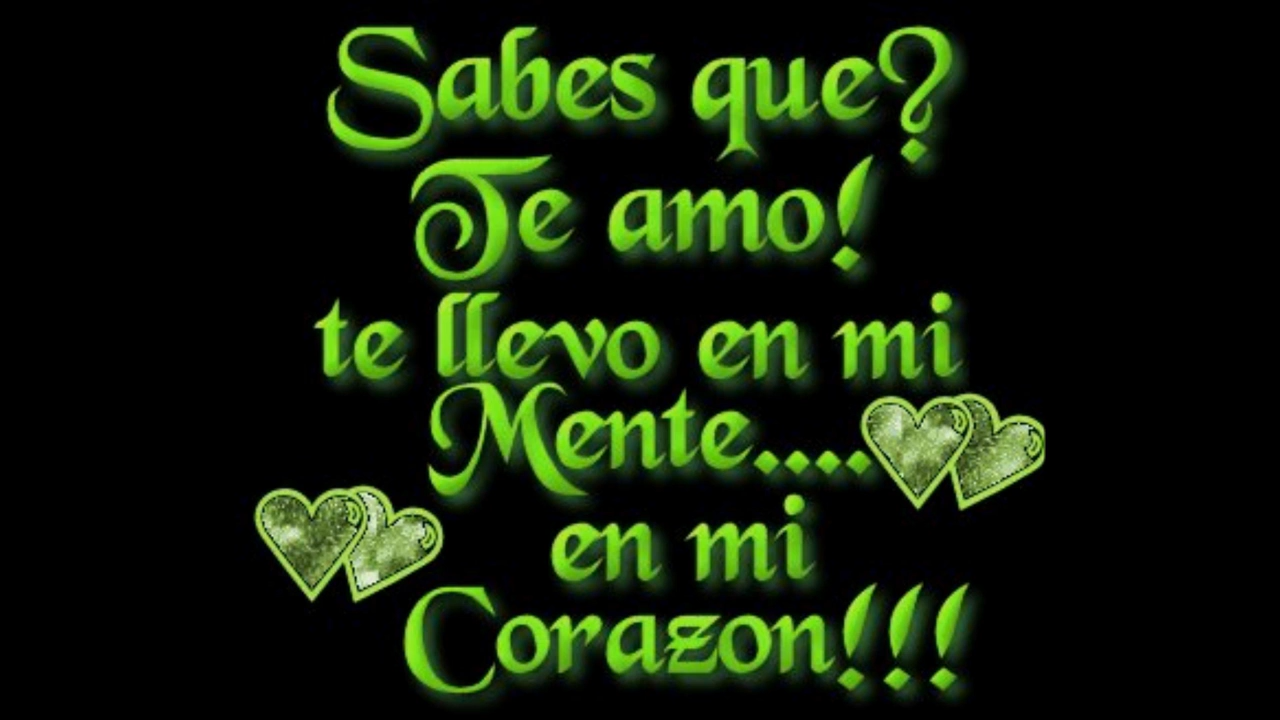 Sabes que?
Te amo!
te llevo en mi
Mente....
en mi
Corazon!!!